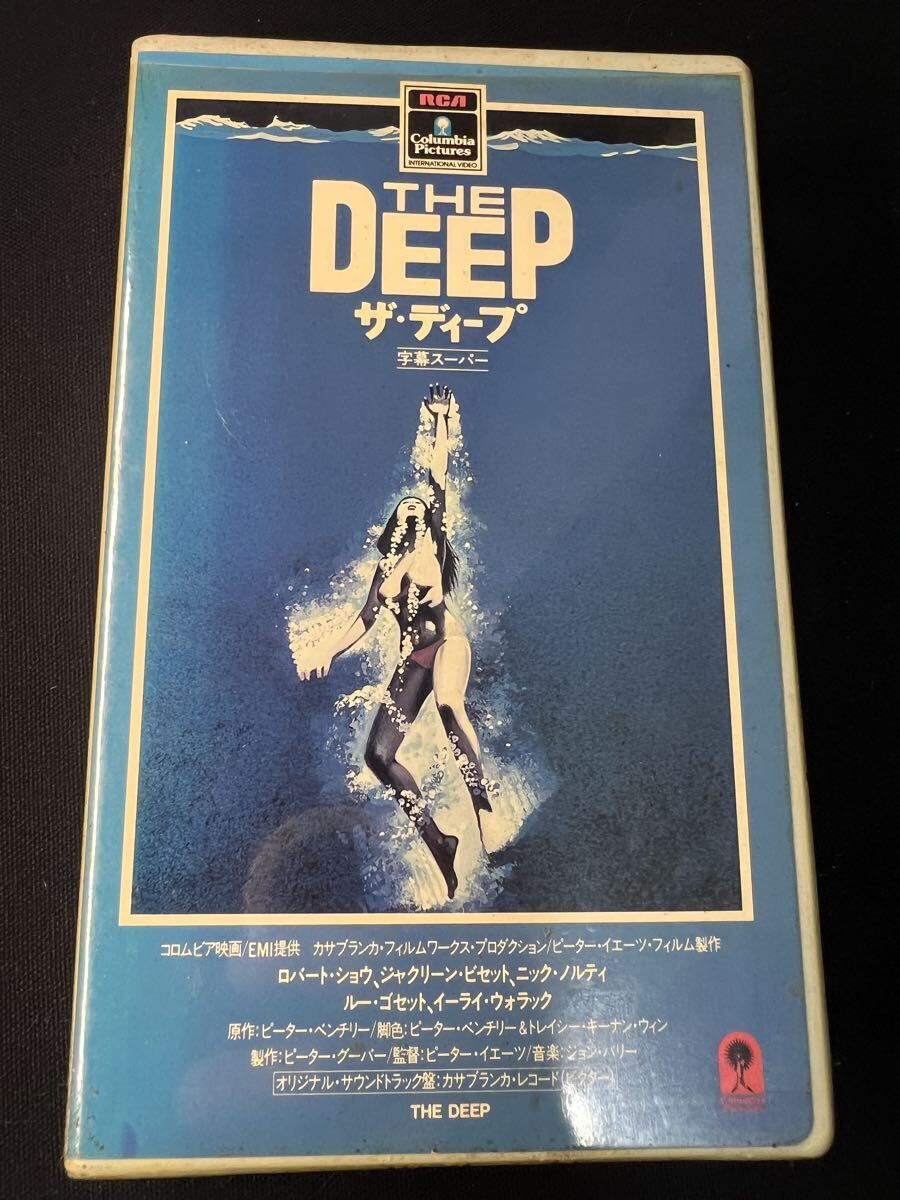 RCA
Columbia
Pictures
INTERNATIONAL VIDEO
THE
DEEP
ザ・ディープ
字幕スーパー
コロムビア映画/EMI提供 カサブランカ・フィルムワークス・プロダクション/ピーター・イエーツ・フィルム製作
ロバート・ショウ、ジャクリーン・ビセット、ニック・ノルティ
ルー・ゴセット、イーライ・ウォラック
原作:ピーター・ベンチリー/脚色:ピーター・ベンチリー&トレイシー・キーナン・ウィン
製作:ピーター・グーバー/監督:ピーター・イエーツ/音楽:ジョン・バリー
オリジナル・サウンドトラック盤:カサブランカ・レコード(ビクター)
THE DEEP